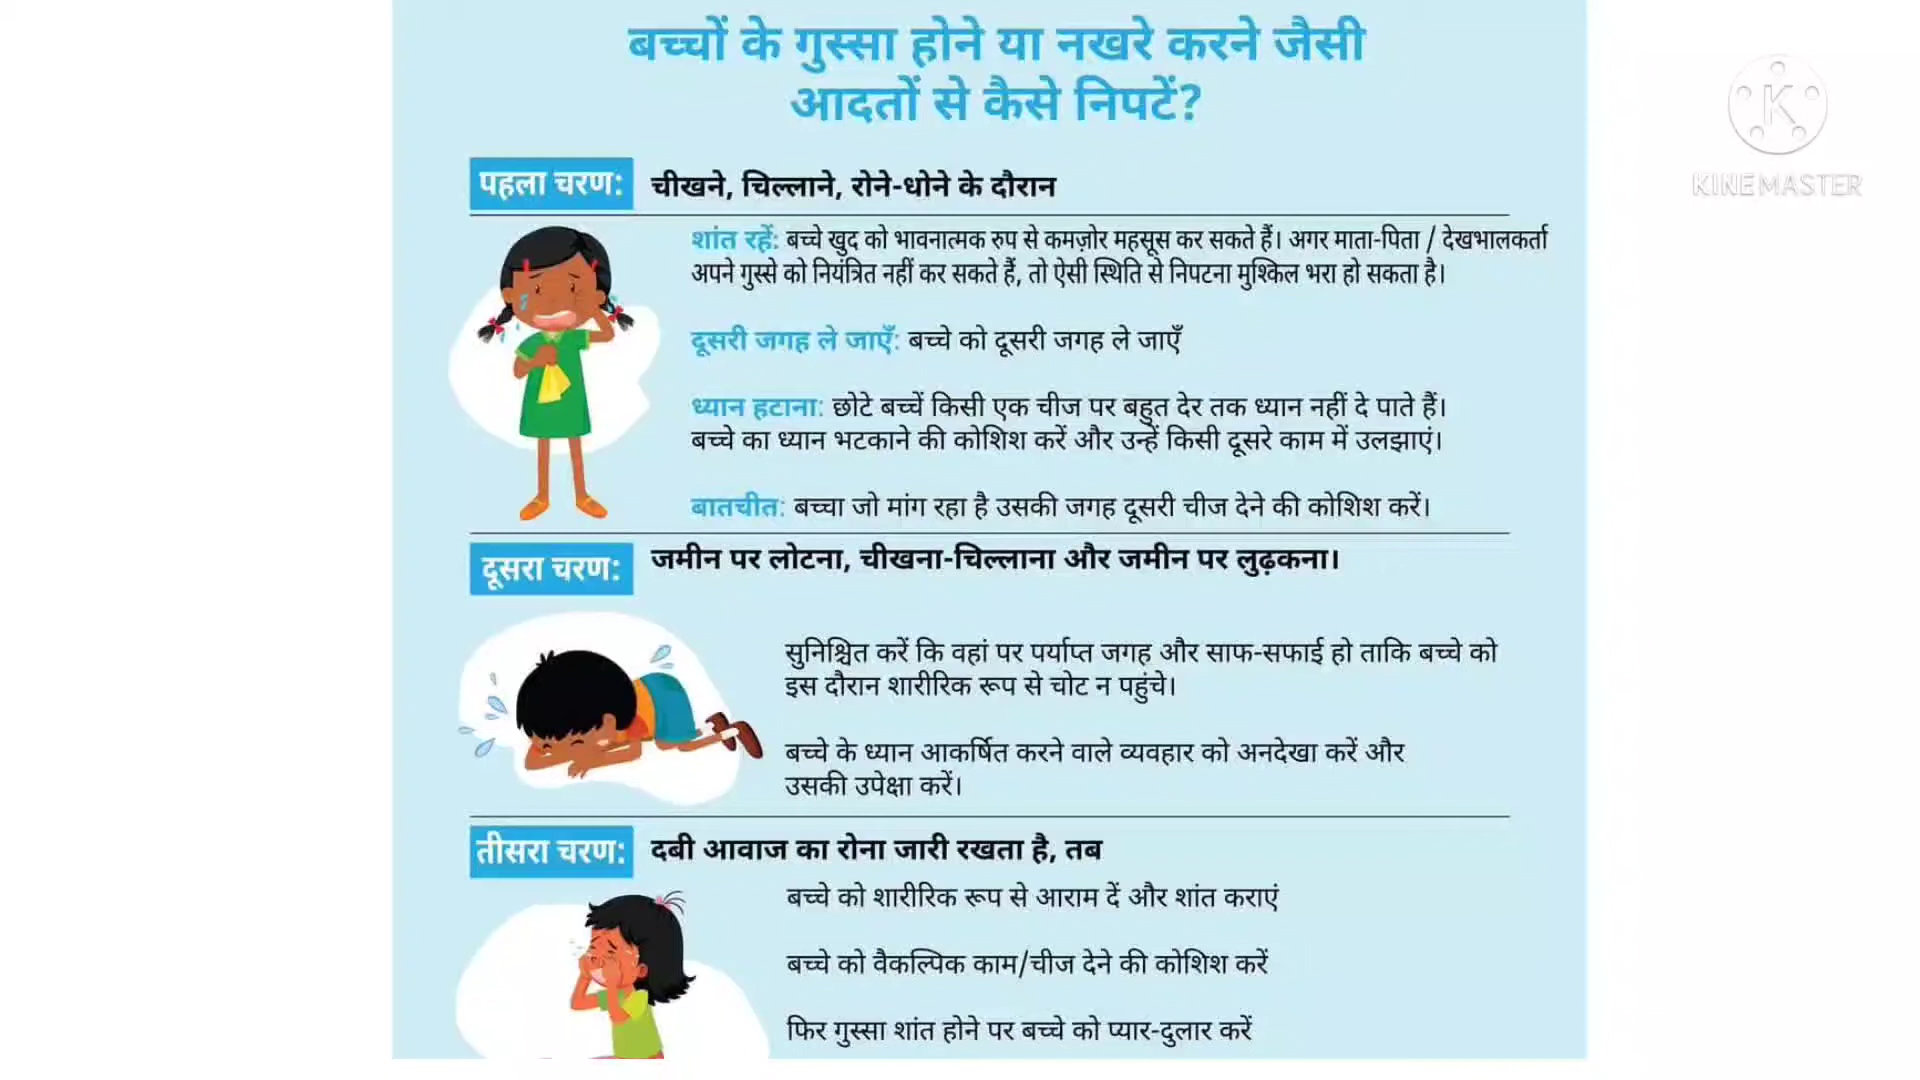 बच्चों के गुस्सा होने या नखरे करने जैसी
आदतों से कैसे निपटें?
पहला चरण: चीखने, चिल्लाने, रोने-धोने के दौरान
शांत रहें: बच्चे खुद को भावनात्मक रुप से कमज़ोर महसूस कर सकते हैं। अगर माता-पिता / देखभालकर्ता
अपने गुस्से को नियंत्रित नहीं कर सकते हैं, तो ऐसी स्थिति से निपटना मुश्किल भरा हो सकता है।
दूसरी जगह ले जाएँ: बच्चे को दूसरी जगह ले जाएँ
ध्यान हटाना: छोटे बच्चें किसी एक चीज पर बहुत देर तक ध्यान नहीं दे पाते हैं।
बच्चे का ध्यान भटकाने की कोशिश करें और उन्हें किसी दूसरे काम में उलझाएं।
बातचीत: बच्चा जो मांग रहा है उसकी जगह दूसरी चीज देने की कोशिश करें।
दूसरा चरण: जमीन पर लोटना, चीखना-चिल्लाना और जमीन पर लुढ़कना।
सुनिश्चित करें कि वहां पर पर्याप्त जगह और साफ-सफाई हो ताकि बच्चे को
इस दौरान शारीरिक रूप से चोट न पहुंचे।
बच्चे के ध्यान आकर्षित करने वाले व्यवहार को अनदेखा करें और
उसकी उपेक्षा करें।
तीसरा चरण: दबी आवाज का रोना जारी रखता है, तब
बच्चे को शारीरिक रूप से आराम दें और शांत कराएं
बच्चे को वैकल्पिक काम/चीज देने की कोशिश करें
फिर गुस्सा शांत होने पर बच्चे को प्यार-दुलार करें
K
KINEMASTER